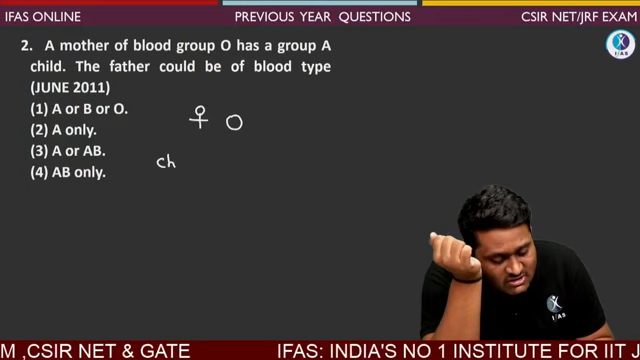 IFAS ONLINE PREVIOUS YEAR QUESTIONS CSIR NET/JRF EXAM
2. A mother of blood group O has a group A
child. The father could be of blood type
(JUNE 2011)
(1) A or B or O.
(2) A only.
(3) A or AB.
(4) AB only.
O
ch
IFAS
IFAS
M ,CSIR NET & GATE IFAS: INDIA'S NO 1 INSTITUTE FOR IIT J